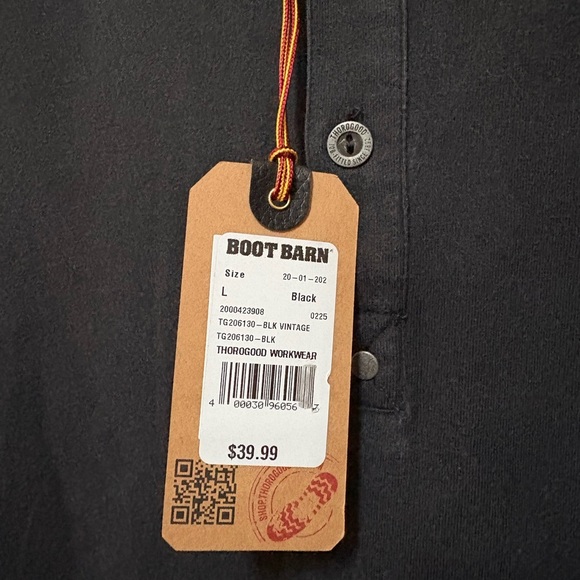 THOROGOOD
BOOT BARN
Size 20-01-202
L Black
2000423908 0225
TG206130-BLK VINTAGE
TG206130-BLK
THOROGOOD WORKWEAR
4 00030 96056
$39.99
SHOPTHOROGOOD